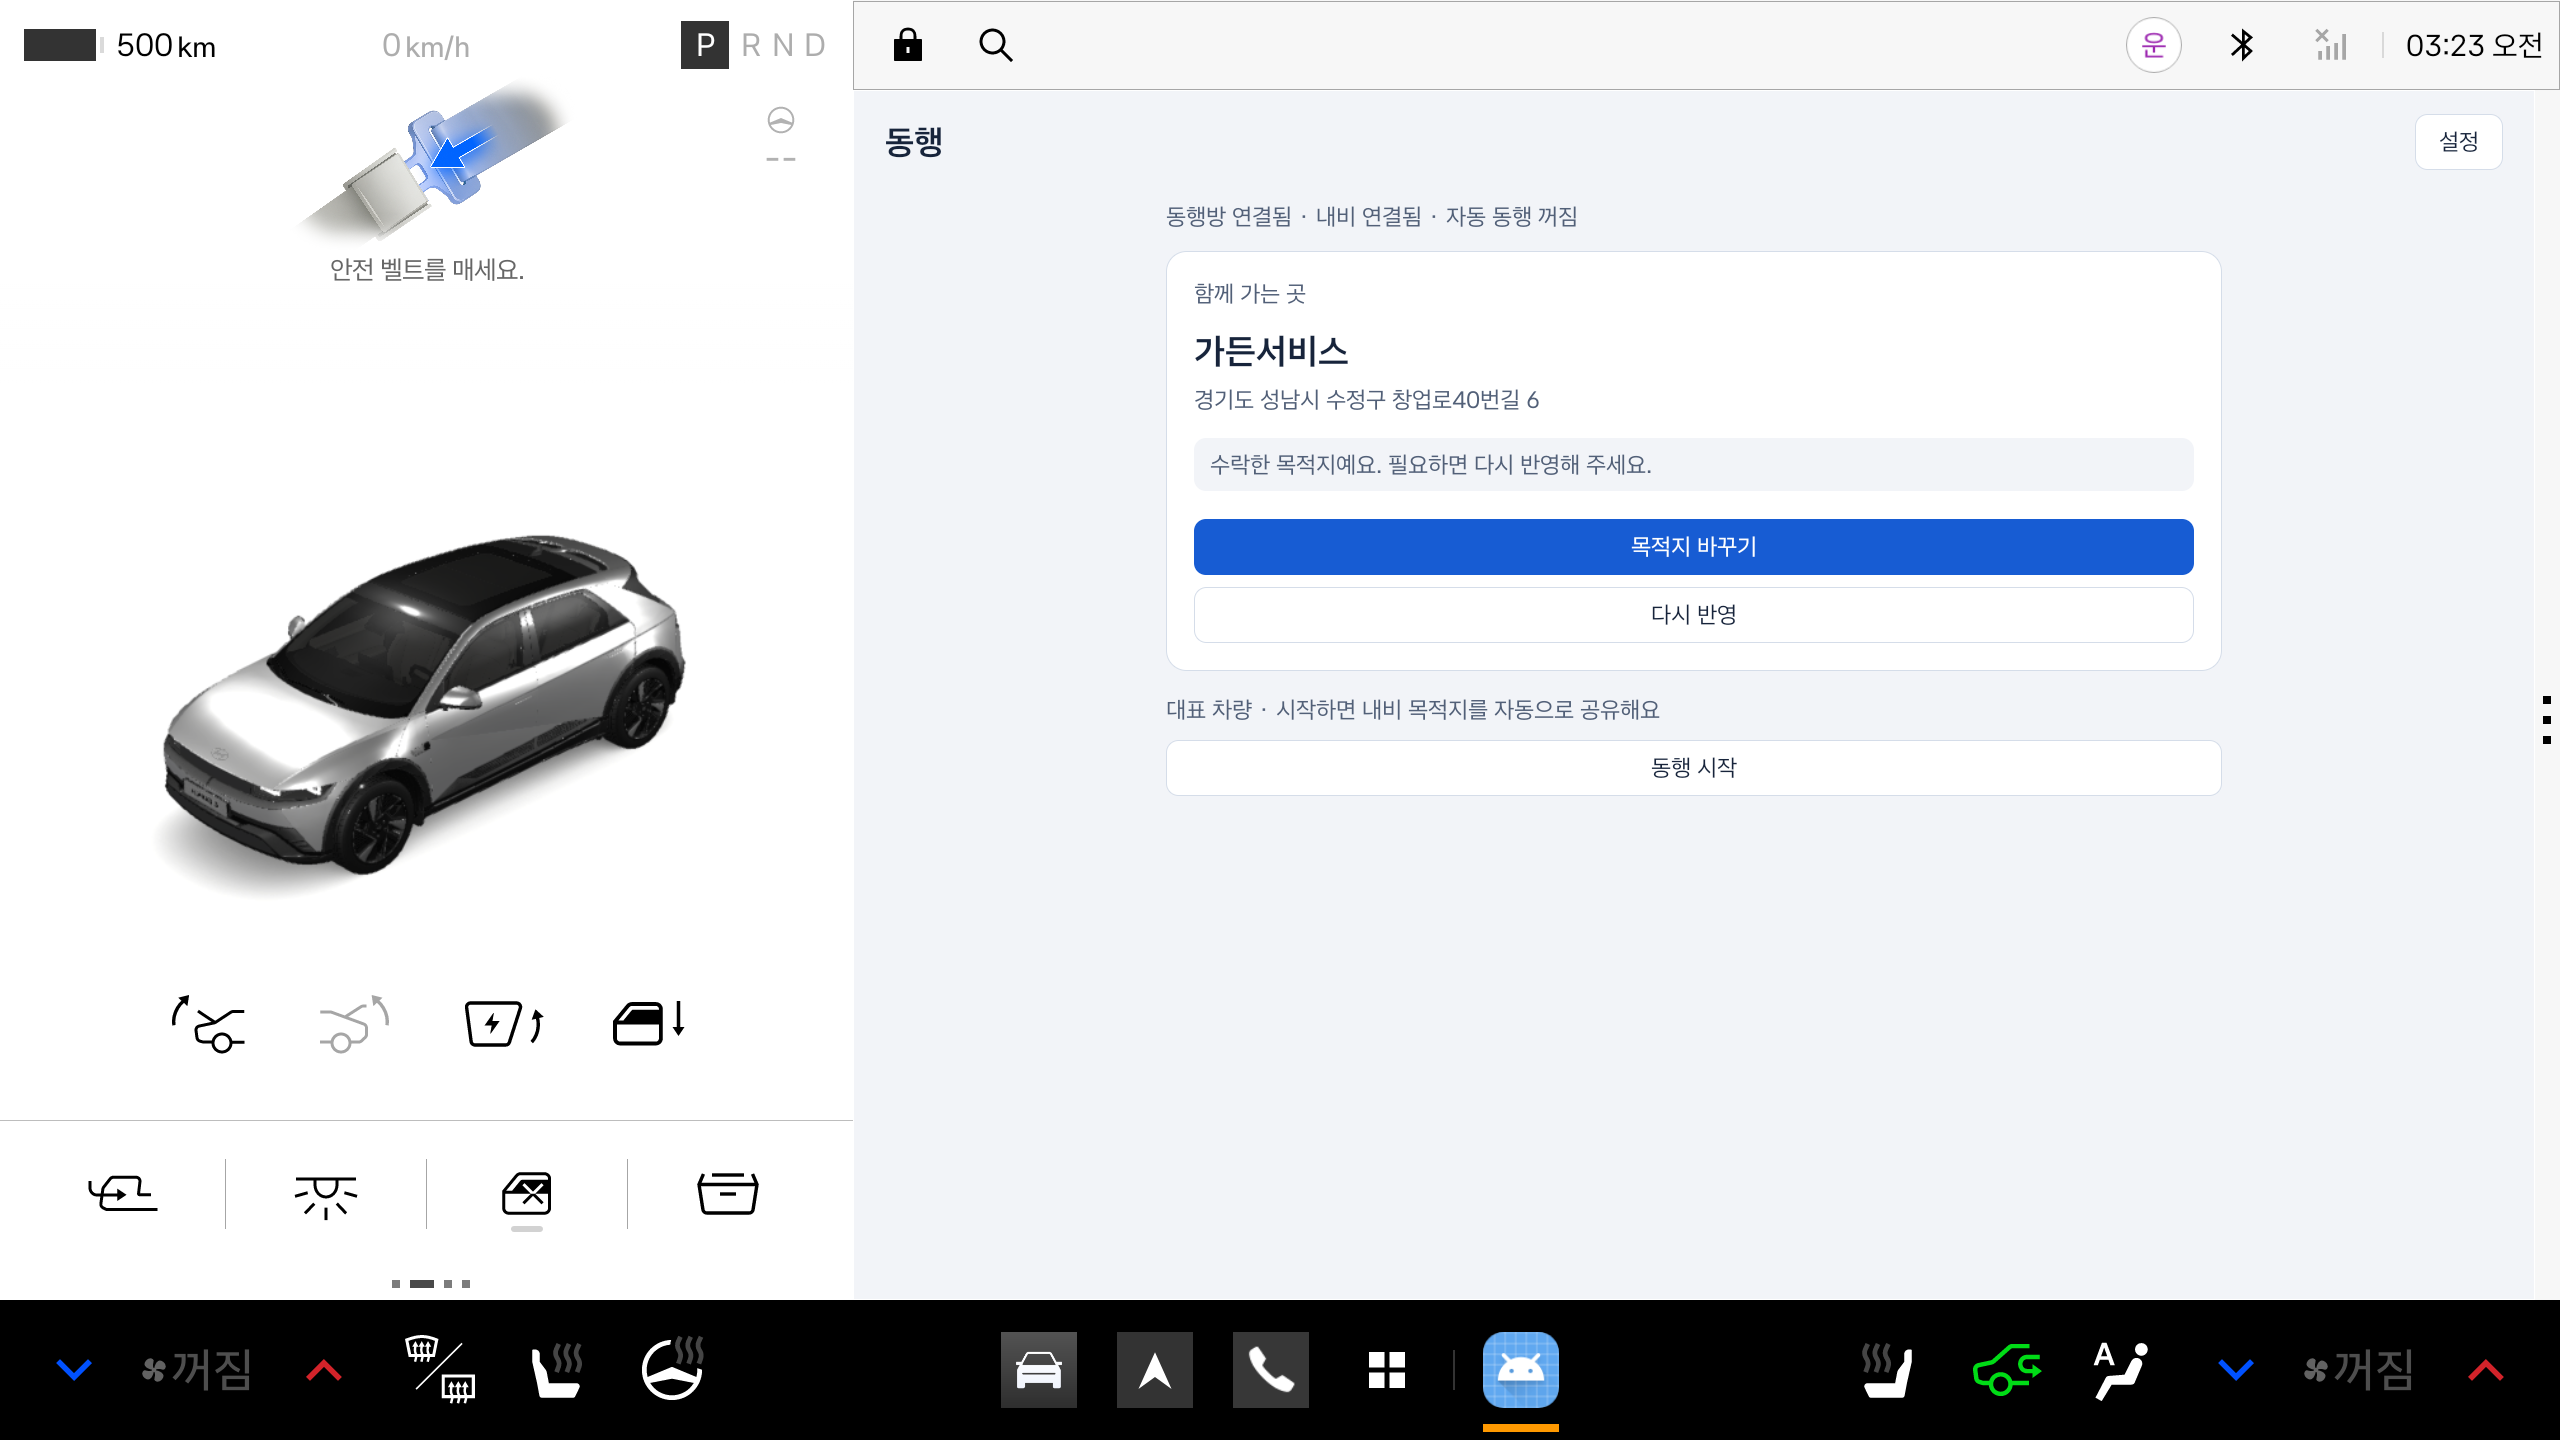 500 km
0 km/h
P R N D
운
03:23 오전
안전 벨트를 매세요.
동행
설정
동행방 연결됨 · 내비 연결됨 · 자동 동행 꺼짐
함께 가는 곳
가든서비스
경기도 성남시 수정구 창업로40번길 6
수락한 목적지예요. 필요하면 다시 반영해 주세요.
목적지 바꾸기
다시 반영
대표 차량 · 시작하면 내비 목적지를 자동으로 공유해요
동행 시작
꺼짐
A
꺼짐